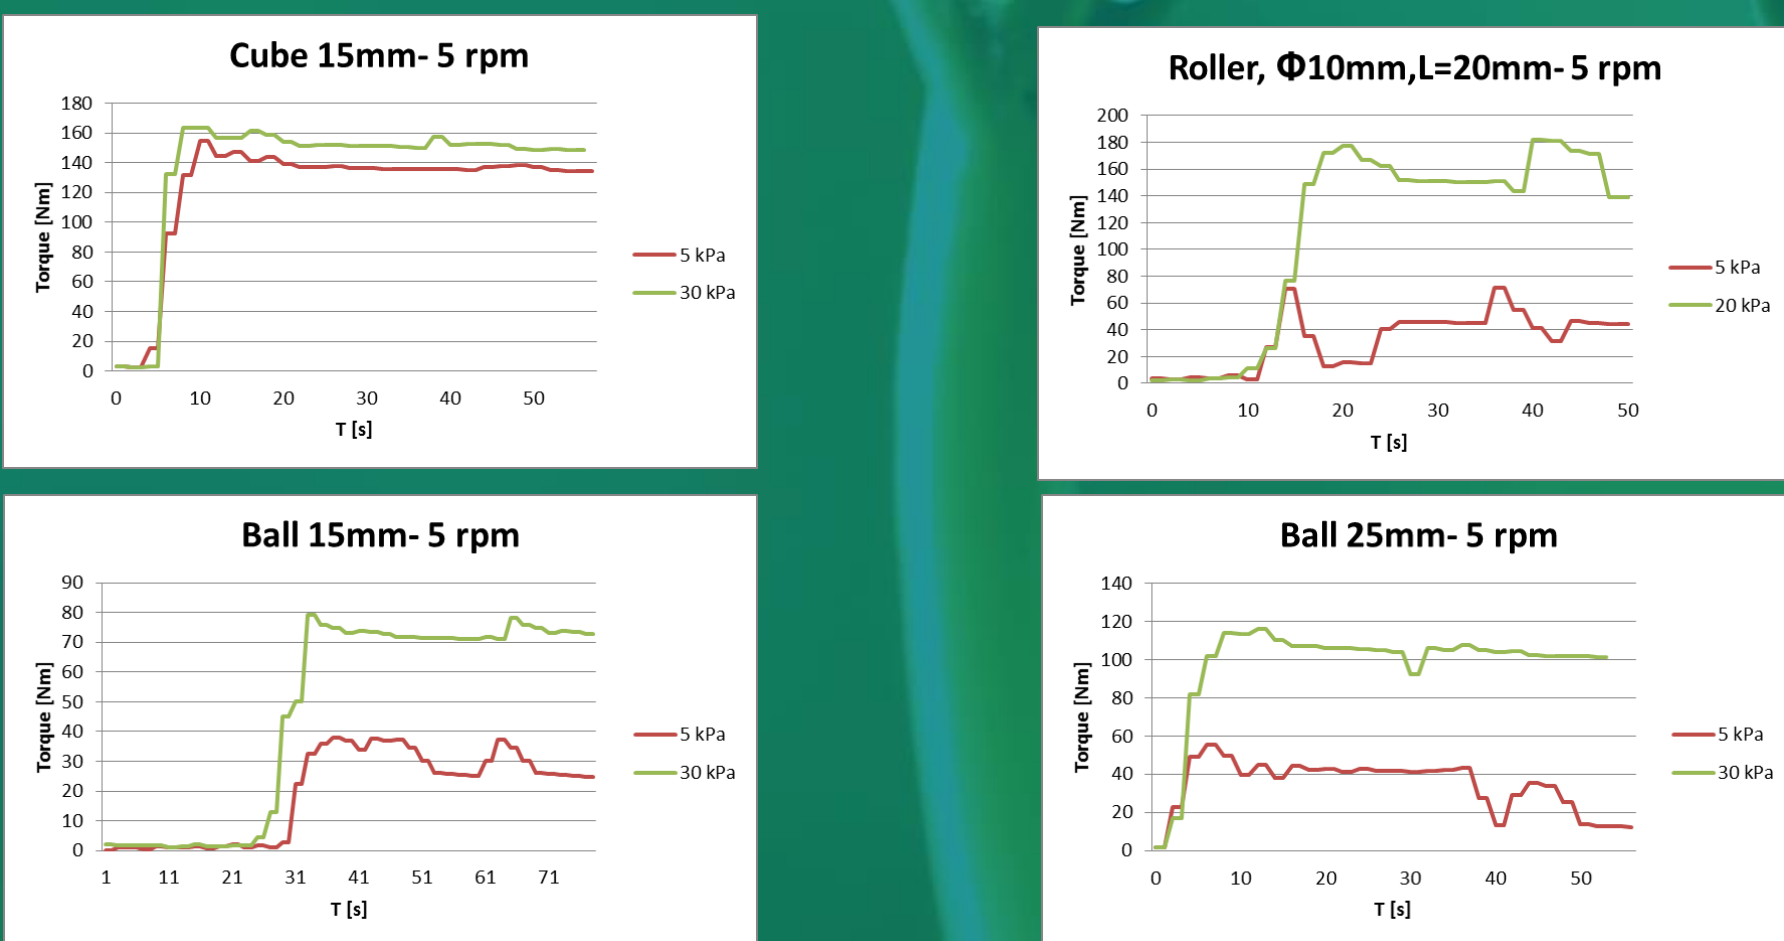 Cube 15mm- 5 rpm
180
160
140
120
100
80
60
40
20
0
Torque [Nm]
0 10 20 30 40 50
T [s]
5 kPa
30 kPa
Roller, Φ10mm,L=20mm- 5 rpm
200
180
160
140
120
100
80
60
40
20
0
Torque [Nm]
0 10 20 30 40 50
T [s]
5 kPa
20 kPa
Ball 15mm- 5 rpm
90
80
70
60
50
40
30
20
10
0
Torque [Nm]
1 11 21 31 41 51 61 71
T [s]
5 kPa
30 kPa
Ball 25mm- 5 rpm
140
120
100
80
60
40
20
0
Torque [Nm]
0 10 20 30 40 50
T [s]
5 kPa
30 kPa